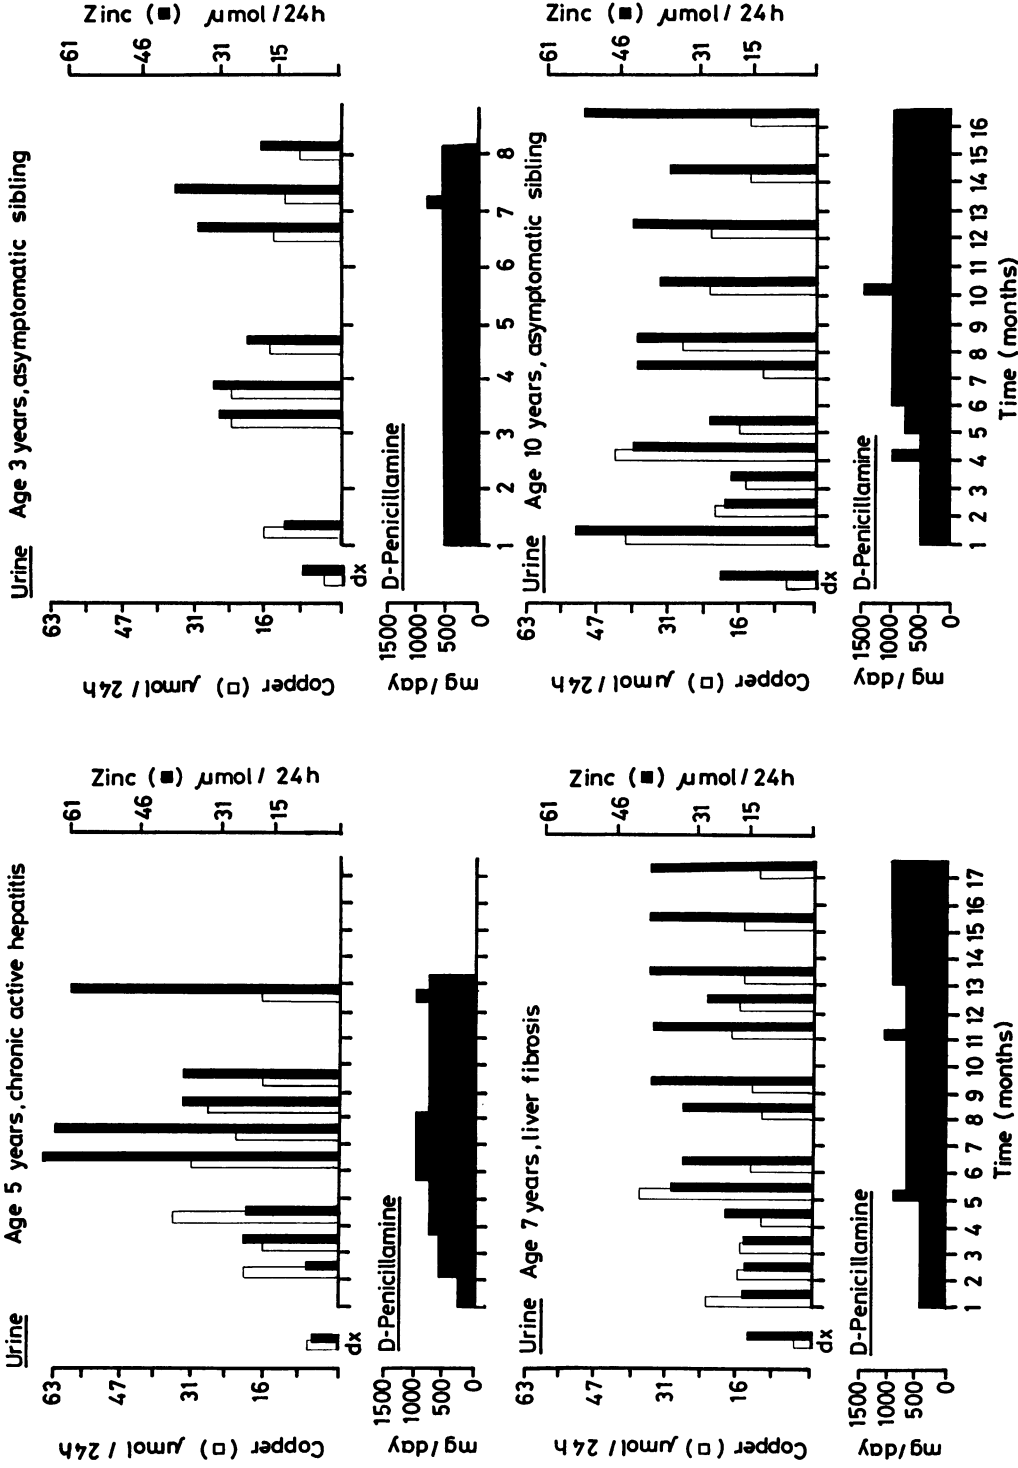 Urine Age 5 years, chronic active hepatitis
Copper (□) µmol / 24h
63
47
31
16
dx
Zinc (■) µmol / 24h
61
46
31
15
D-Penicillamine
mg/day
1500
1000
500
0
Urine Age 3 years, asymptomatic sibling
Copper (□) µmol / 24h
63
47
31
16
dx
Zinc (■) µmol / 24h
61
46
31
15
D-Penicillamine
mg/day
1500
1000
500
0
1 2 3 4 5 6 7 8
Urine Age 7 years, liver fibrosis
Copper (□) µmol / 24h
63
47
31
16
dx
Zinc (■) µmol / 24h
61
46
31
15
D-Penicillamine
mg/day
1500
1000
500
0
1 2 3 4 5 6 7 8 9 10 11 12 13 14 15 16 17
Time (months)
Urine Age 10 years, asymptomatic sibling
Copper (□) µmol / 24h
63
47
31
16
dx
Zinc (■) µmol / 24h
61
46
31
15
D-Penicillamine
mg/day
1500
1000
500
0
1 2 3 4 5 6 7 8 9 10 11 12 13 14 15 16
Time (months)